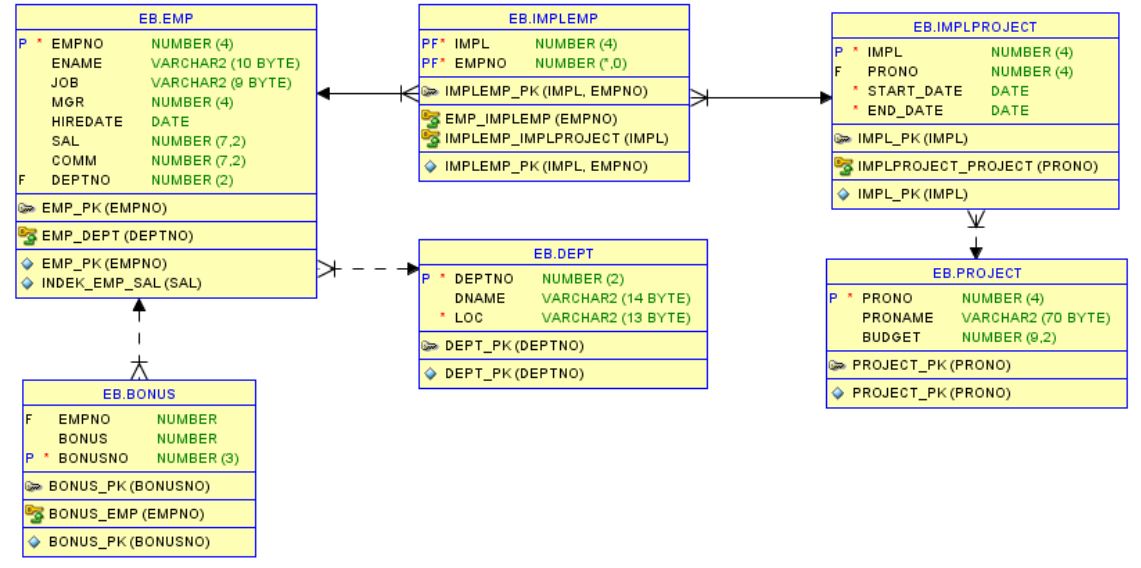 EB.EMP
P * EMPNO NUMBER (4)
ENAME VARCHAR2 (10 BYTE)
JOB VARCHAR2 (9 BYTE)
MGR NUMBER (4)
HIREDATE DATE
SAL NUMBER (7,2)
COMM NUMBER (7,2)
F DEPTNO NUMBER (2)
EMP_PK (EMPNO)
EMP_DEPT (DEPTNO)
EMP_PK (EMPNO)
INDEK_EMP_SAL (SAL)
EB.IMPLEMP
PF* IMPL NUMBER (4)
PF* EMPNO NUMBER (*,0)
IMPLEMP_PK (IMPL, EMPNO)
EMP_IMPLEMP (EMPNO)
IMPLEMP_IMPLPROJECT (IMPL)
IMPLEMP_PK (IMPL, EMPNO)
EB.IMPLPROJECT
P * IMPL NUMBER (4)
F PRONO NUMBER (4)
* START_DATE DATE
* END_DATE DATE
IMPL_PK (IMPL)
IMPLPROJECT_PROJECT (PRONO)
IMPL_PK (IMPL)
EB.DEPT
P * DEPTNO NUMBER (2)
DNAME VARCHAR2 (14 BYTE)
* LOC VARCHAR2 (13 BYTE)
DEPT_PK (DEPTNO)
DEPT_PK (DEPTNO)
EB.PROJECT
P * PRONO NUMBER (4)
PRONAME VARCHAR2 (70 BYTE)
BUDGET NUMBER (9,2)
PROJECT_PK (PRONO)
PROJECT_PK (PRONO)
EB.BONUS
F EMPNO NUMBER
BONUS NUMBER
P * BONUSNO NUMBER (3)
BONUS_PK (BONUSNO)
BONUS_EMP (EMPNO)
BONUS_PK (BONUSNO)